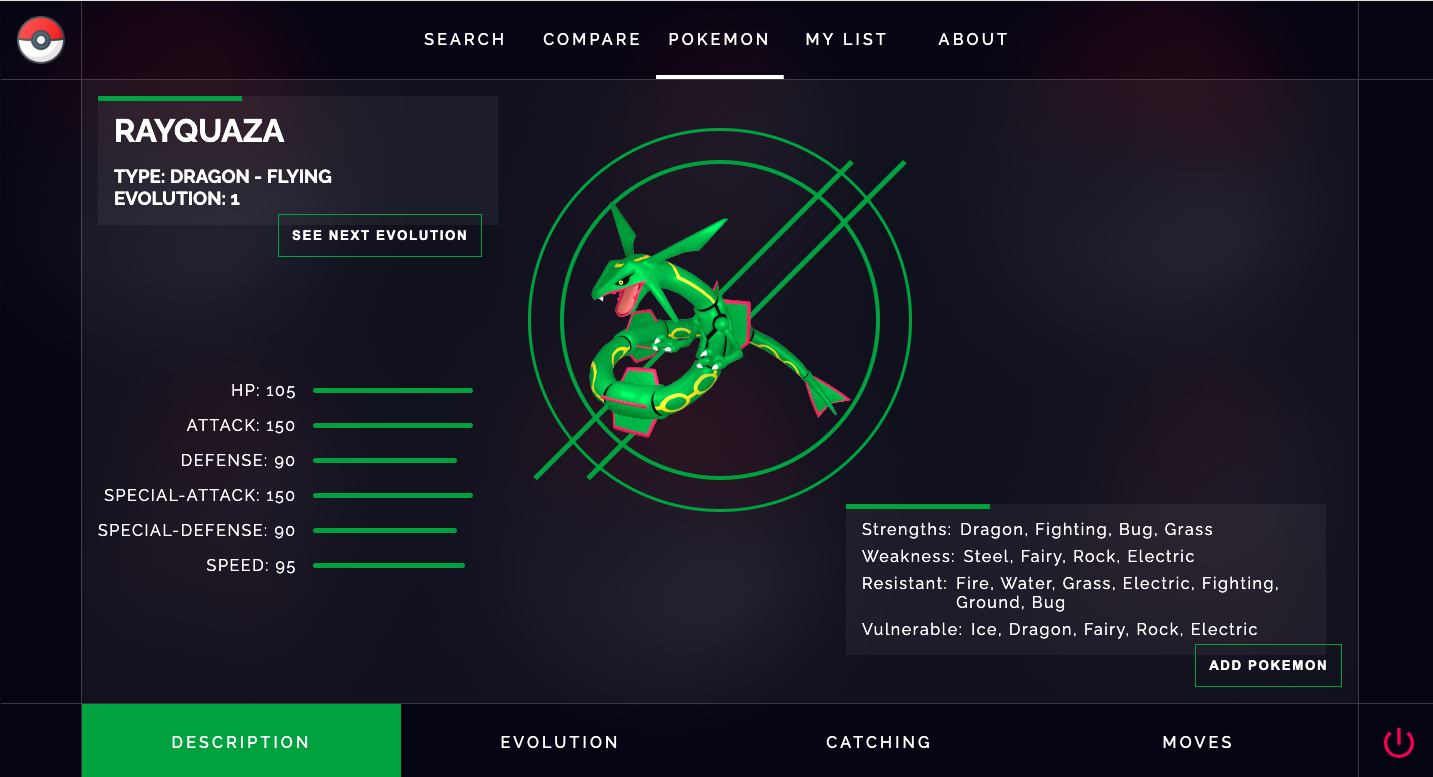 SEARCH COMPARE POKEMON MY LIST ABOUT
RAYQUAZA
TYPE: DRAGON - FLYING
EVOLUTION: 1
SEE NEXT EVOLUTION
HP: 105
ATTACK: 150
DEFENSE: 90
SPECIAL-ATTACK: 150
SPECIAL-DEFENSE: 90
SPEED: 95
Strengths: Dragon, Fighting, Bug, Grass
Weakness: Steel, Fairy, Rock, Electric
Resistant: Fire, Water, Grass, Electric, Fighting,
Ground, Bug
Vulnerable: Ice, Dragon, Fairy, Rock, Electric
ADD POKEMON
DESCRIPTION EVOLUTION CATCHING MOVES